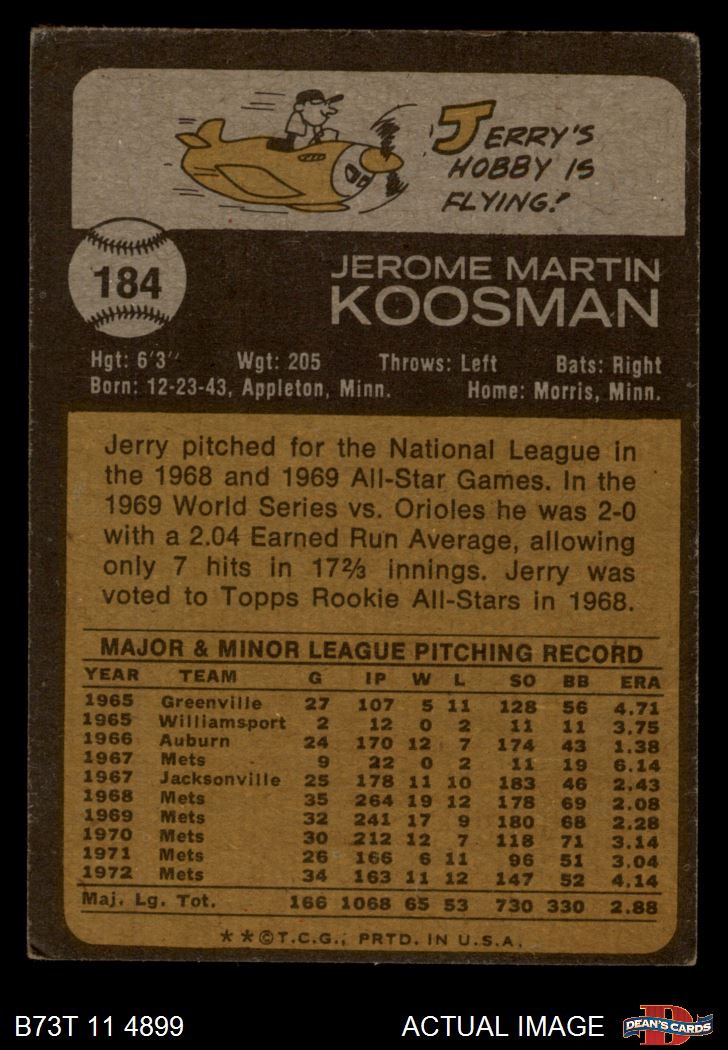 JERRY'S
HOBBY IS
FLYING!
184
JEROME MARTIN
KOOSMAN
Hgt: 6'3" Wgt: 205 Throws: Left Bats: Right
Born: 12-23-43, Appleton, Minn. Home: Morris, Minn.
Jerry pitched for the National League in
the 1968 and 1969 All-Star Games. In the
1969 World Series vs. Orioles he was 2-0
with a 2.04 Earned Run Average, allowing
only 7 hits in 17⅔ innings. Jerry was
voted to Topps Rookie All-Stars in 1968.
MAJOR & MINOR LEAGUE PITCHING RECORD
YEAR TEAM G IP W L SO BB ERA
1965 Greenville 27 107 5 11 128 56 4.71
1965 Williamsport 2 12 0 2 11 11 3.75
1966 Auburn 24 170 12 7 174 43 1.38
1967 Mets 9 22 0 2 11 19 6.14
1967 Jacksonville 25 178 11 10 183 46 2.43
1968 Mets 35 264 19 12 178 69 2.08
1969 Mets 32 241 17 9 180 68 2.28
1970 Mets 30 212 12 7 118 71 3.14
1971 Mets 26 166 6 11 96 51 3.04
1972 Mets 34 163 11 12 147 52 4.14
Maj. Lg. Tot. 166 1068 65 53 730 330 2.88
* * ©T.C.G., PRTD. IN U.S.A.
B73T 11 4899 ACTUAL IMAGE
D
DEAN'S CARDS